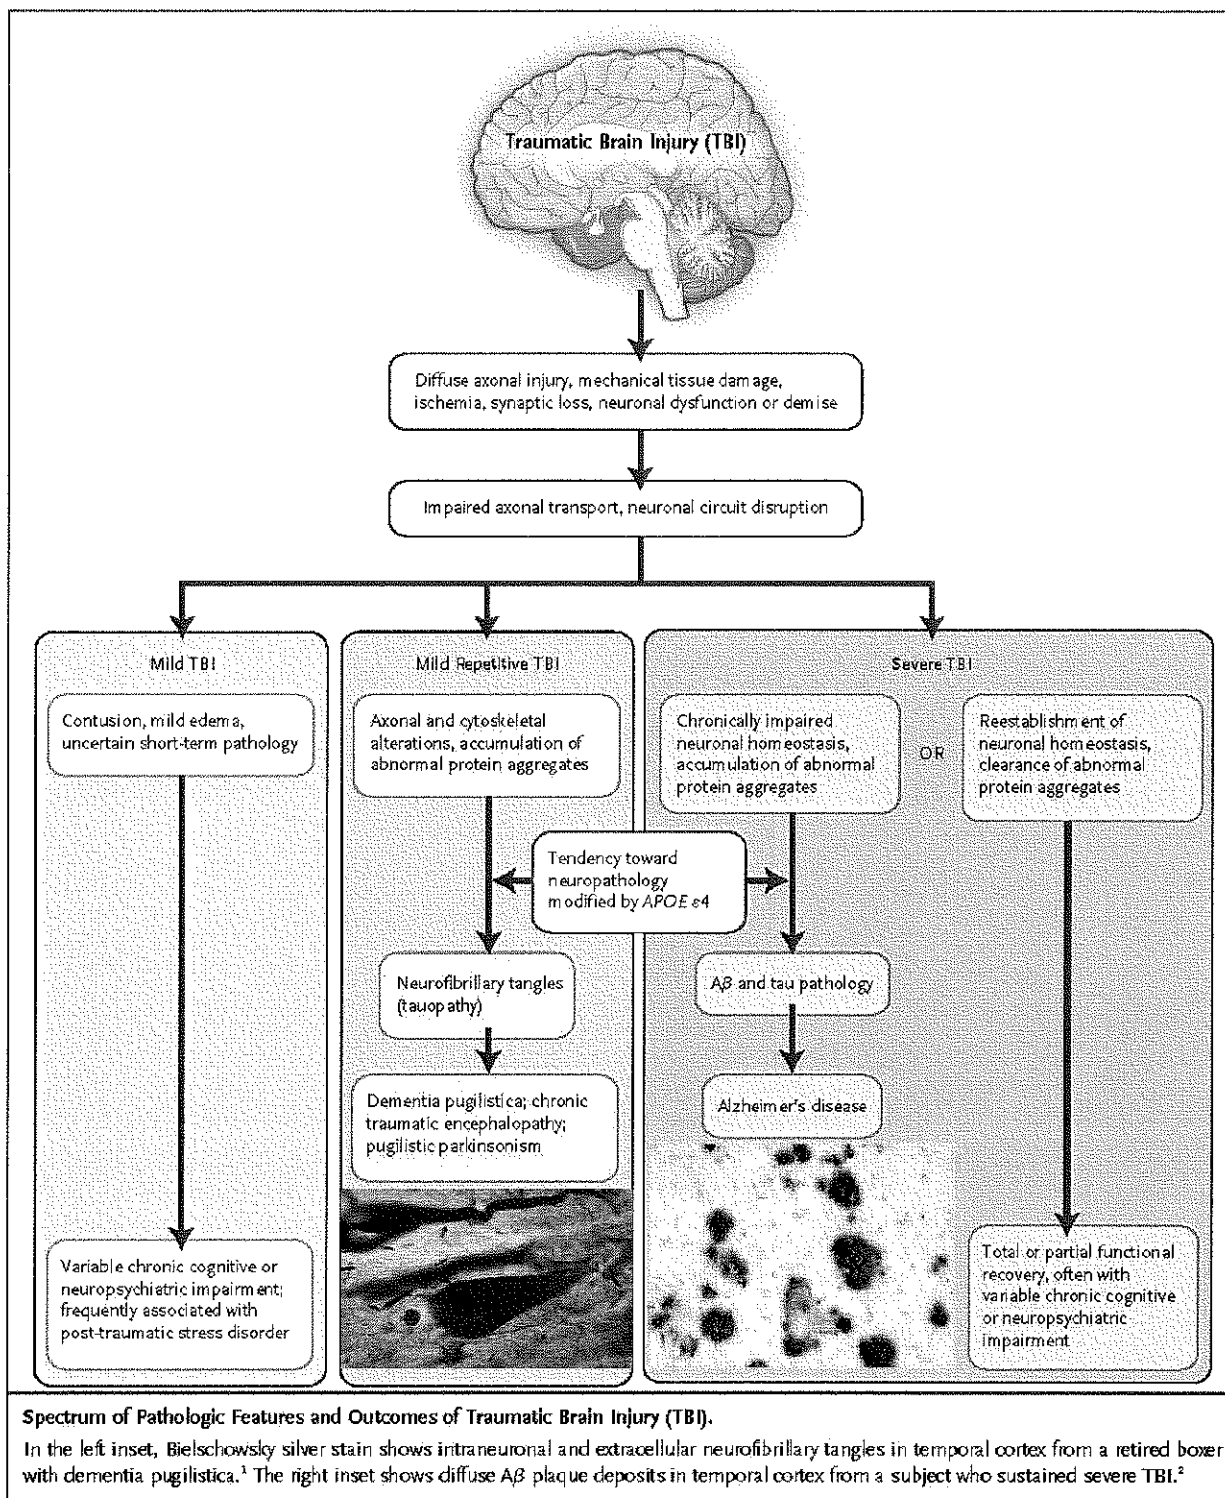 Traumatic Brain Injury (TBI)
Diffuse axonal injury, mechanical tissue damage,
ischemia, synaptic loss, neuronal dysfunction or demise
Impaired axonal transport, neuronal circuit disruption
Mild TBI
Contusion, mild edema,
uncertain short-term pathology
Variable chronic cognitive or
neuropsychiatric impairment;
frequently associated with
post-traumatic stress disorder
Mild Repetitive TBI
Axonal and cytoskeletal
alterations, accumulation of
abnormal protein aggregates
Tendency toward
neuropathology
modified by APOE ε4
Neurofibrillary tangles
(tauopathy)
Dementia pugilistica; chronic
traumatic encephalopathy;
pugilistic parkinsonism
Severe TBI
Chronically impaired
neuronal homeostasis,
accumulation of abnormal
protein aggregates
OR
Reestablishment of
neuronal homeostasis,
clearance of abnormal
protein aggregates
Aβ and tau pathology
Alzheimer's disease
Total or partial functional
recovery, often with
variable chronic cognitive
or neuropsychiatric
impairment
Spectrum of Pathologic Features and Outcomes of Traumatic Brain Injury (TBI).
In the left inset, Bielschowsky silver stain shows intraneuronal and extracellular neurofibrillary tangles in temporal cortex from a retired boxer
with dementia pugilistica.¹ The right inset shows diffuse Aβ plaque deposits in temporal cortex from a subject who sustained severe TBI.²